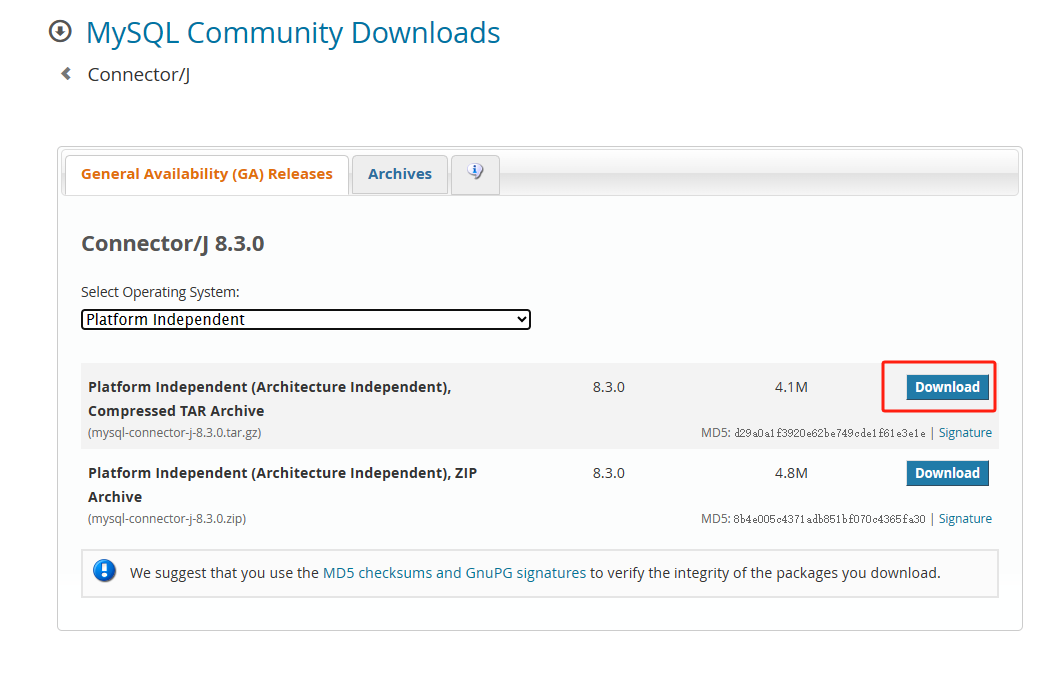 MySQL Community Downloads
Connector/J
General Availability (GA) Releases Archives
Connector/J 8.3.0
Select Operating System:
Platform Independent
Platform Independent (Architecture Independent), 8.3.0 4.1M Download
Compressed TAR Archive
(mysql-connector-j-8.3.0.tar.gz) MD5: d29a0a1f3920e62be749cde1f61e3e1e | Signature
Platform Independent (Architecture Independent), ZIP 8.3.0 4.8M Download
Archive
(mysql-connector-j-8.3.0.zip) MD5: 8b4e005c4371adb851bf070c4365fa30 | Signature
We suggest that you use the MD5 checksums and GnuPG signatures to verify the integrity of the packages you download.